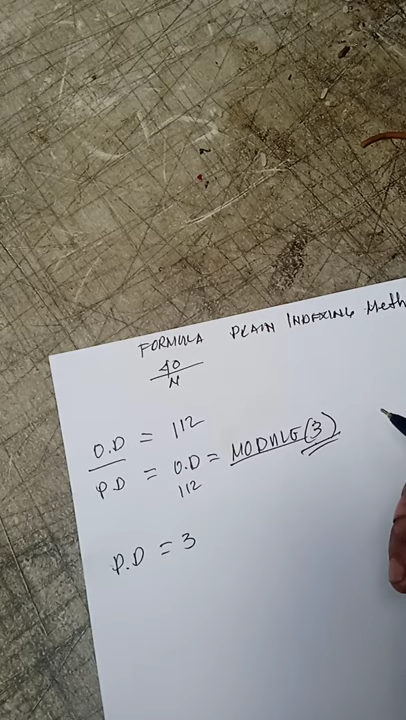 FORMULA PLAIN INDEXING Meth
40
N
O.D = 112
P.D = O.D = MODULE (3)
112
P.D = 3